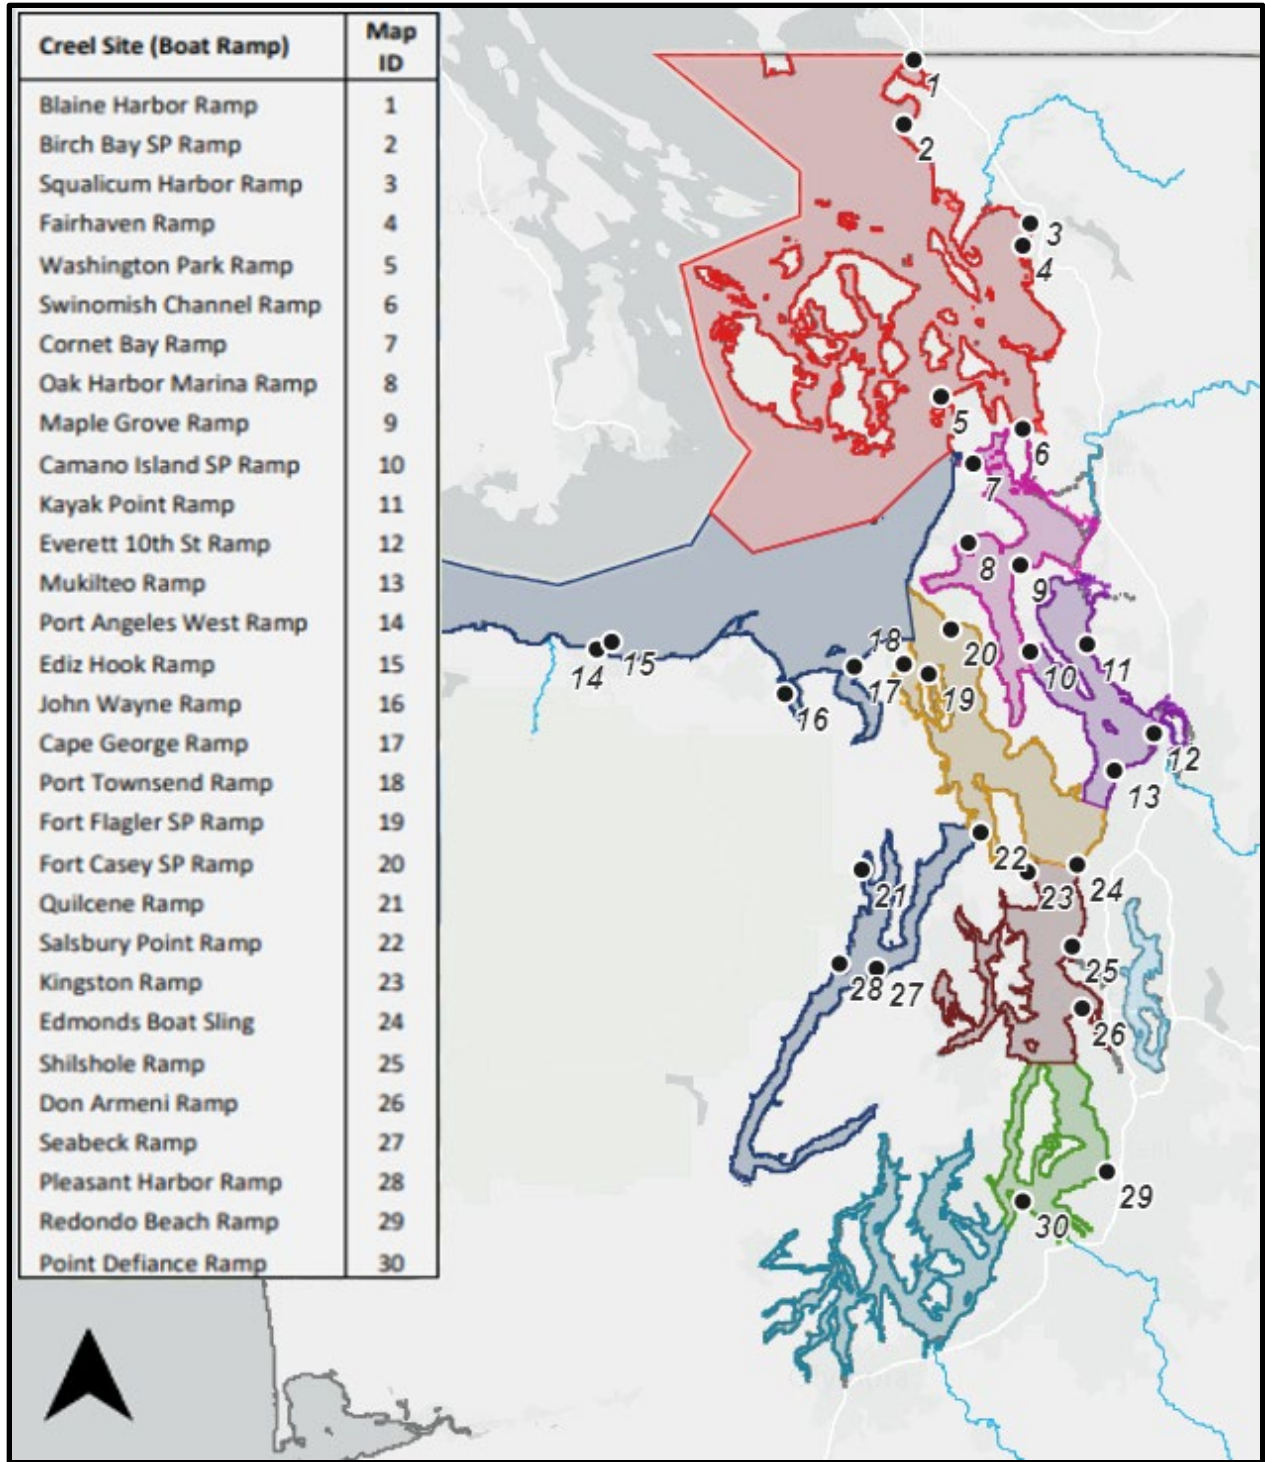 Creel Site (Boat Ramp) Map ID
Blaine Harbor Ramp 1
Birch Bay SP Ramp 2
Squalicum Harbor Ramp 3
Fairhaven Ramp 4
Washington Park Ramp 5
Swinomish Channel Ramp 6
Cornet Bay Ramp 7
Oak Harbor Marina Ramp 8
Maple Grove Ramp 9
Camano Island SP Ramp 10
Kayak Point Ramp 11
Everett 10th St Ramp 12
Mukilteo Ramp 13
Port Angeles West Ramp 14
Ediz Hook Ramp 15
John Wayne Ramp 16
Cape George Ramp 17
Port Townsend Ramp 18
Fort Flagler SP Ramp 19
Fort Casey SP Ramp 20
Quilcene Ramp 21
Salsbury Point Ramp 22
Kingston Ramp 23
Edmonds Boat Sling 24
Shilshole Ramp 25
Don Armeni Ramp 26
Seabeck Ramp 27
Pleasant Harbor Ramp 28
Redondo Beach Ramp 29
Point Defiance Ramp 30
1
2
3
4
5
6
7
8
9
10
11
12
13
14
15
16
17
18
19
20
21
22
23
24
25
26
27
28
29
30